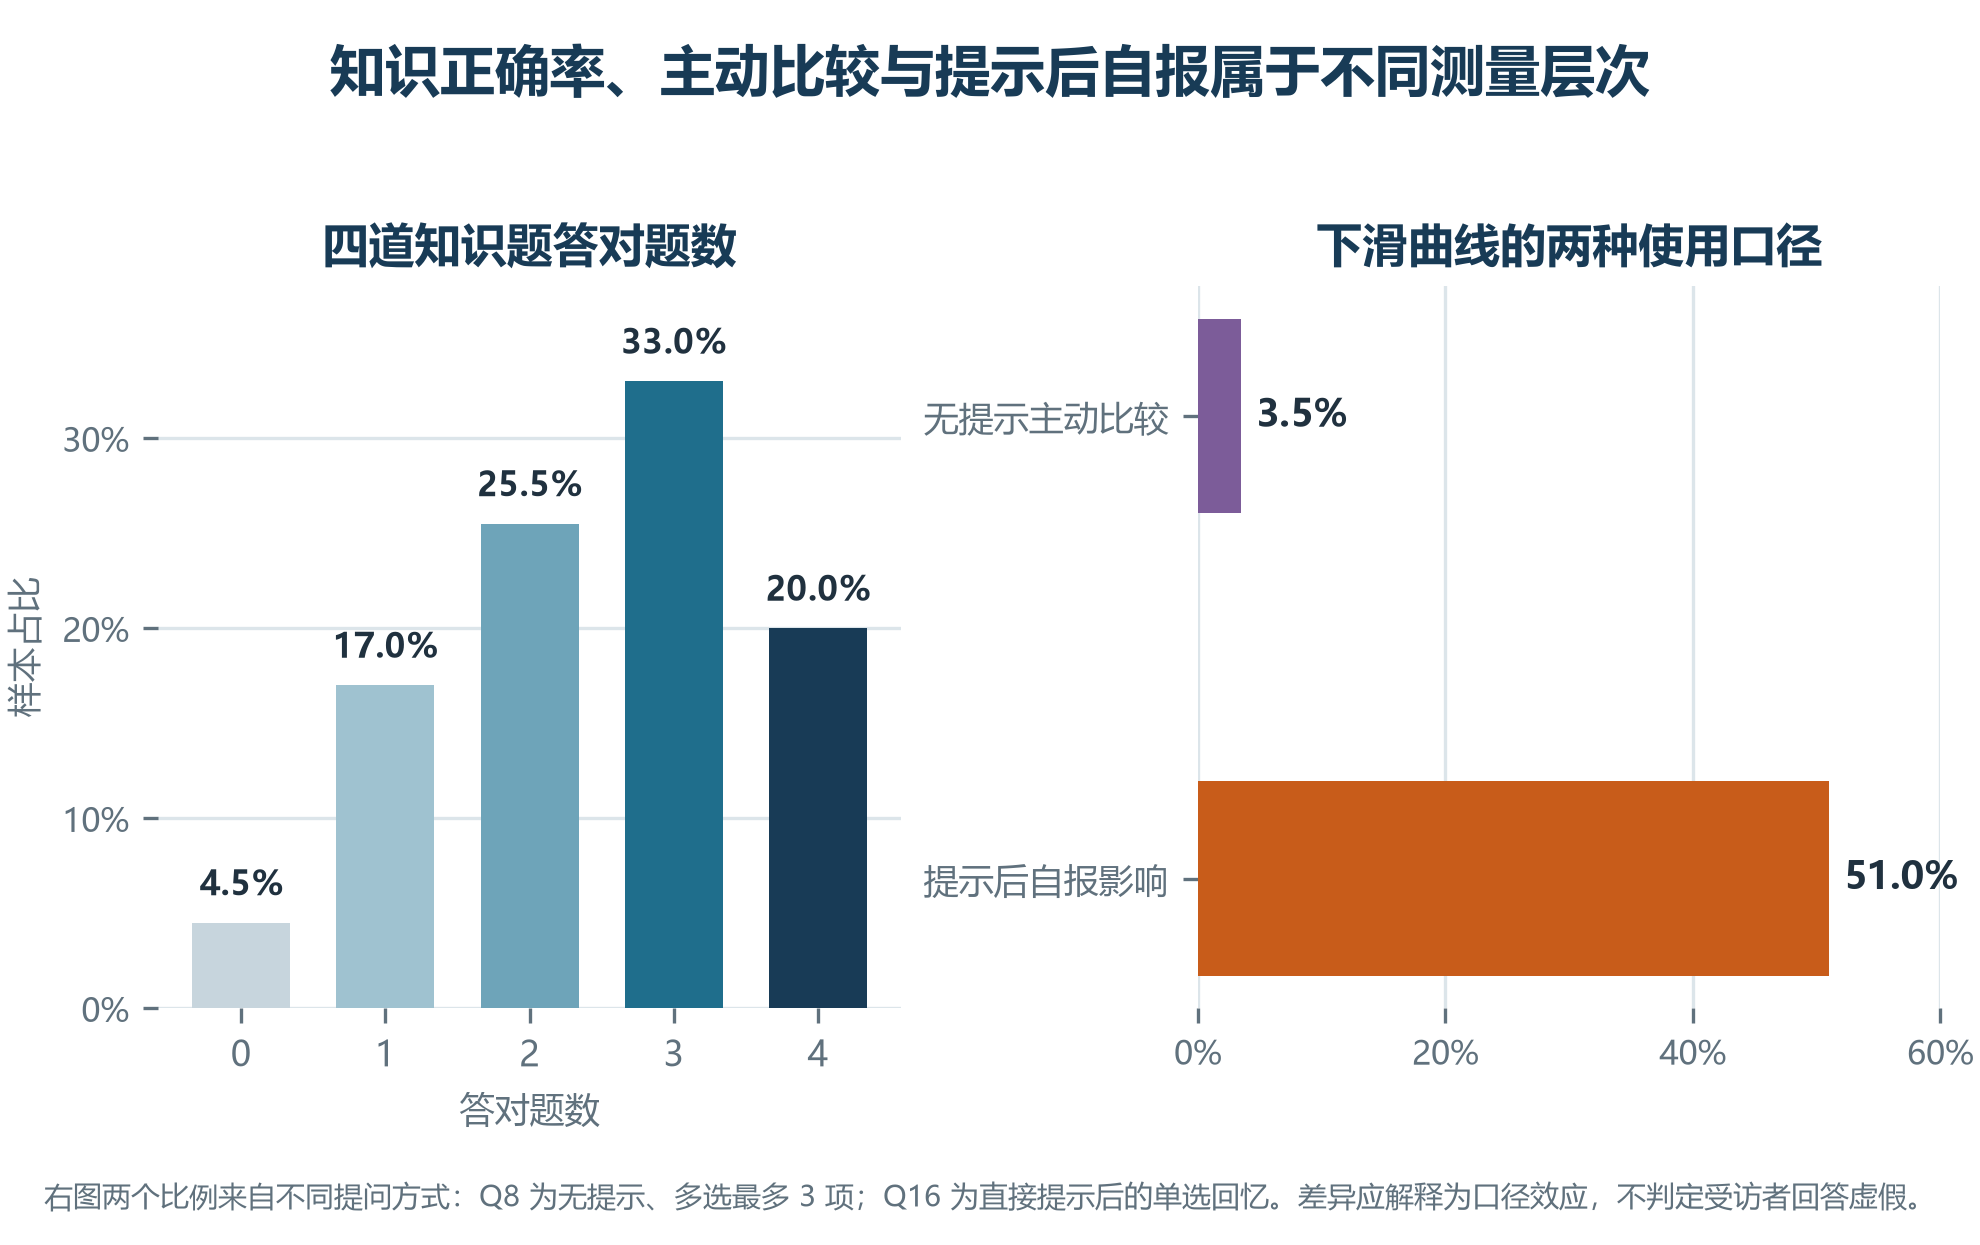 知识正确率、主动比较与提示后自报属于不同测量层次
四道知识题答对题数
样本占比
30%
20%
10%
0%
4.5%
17.0%
25.5%
33.0%
20.0%
0
1
2
3
4
答对题数
下滑曲线的两种使用口径
无提示主动比较
3.5%
提示后自报影响
51.0%
0%
20%
40%
60%
右图两个比例来自不同提问方式：Q8 为无提示、多选最多 3 项；Q16 为直接提示后的单选回忆。差异应解释为口径效应，不判定受访者回答虚假。